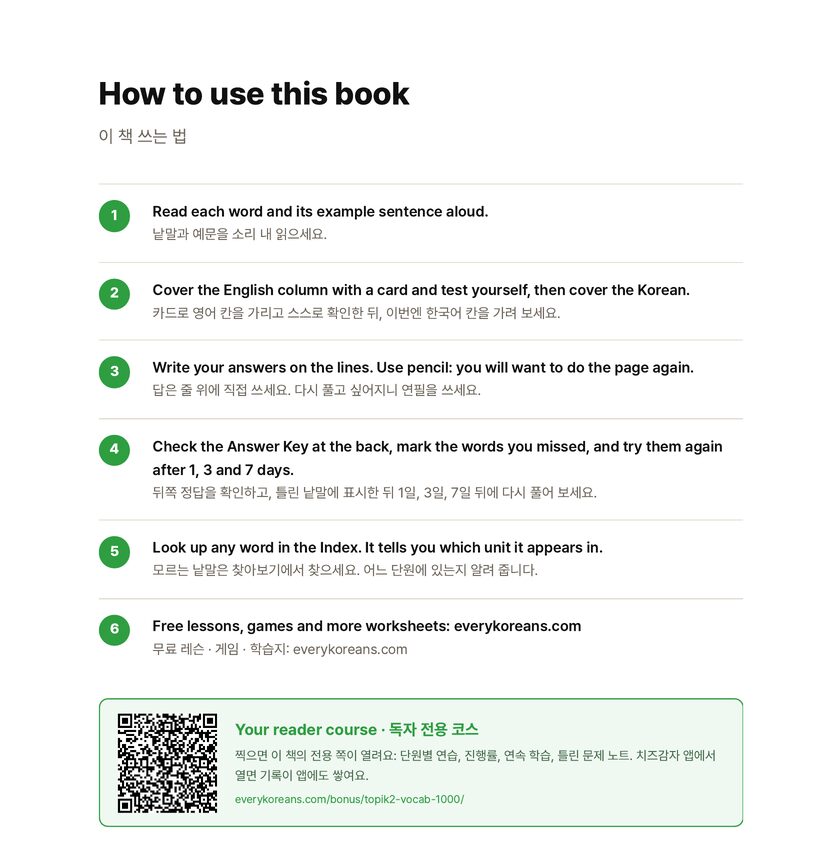 How to use this book
이 책 쓰는 법
1
Read each word and its example sentence aloud.
낱말과 예문을 소리 내 읽으세요.
2
Cover the English column with a card and test yourself, then cover the Korean.
카드로 영어 칸을 가리고 스스로 확인한 뒤, 이번엔 한국어 칸을 가려 보세요.
3
Write your answers on the lines. Use pencil: you will want to do the page again.
답은 줄 위에 직접 쓰세요. 다시 풀고 싶어지니 연필을 쓰세요.
4
Check the Answer Key at the back, mark the words you missed, and try them again
after 1, 3 and 7 days.
뒤쪽 정답을 확인하고, 틀린 낱말에 표시한 뒤 1일, 3일, 7일 뒤에 다시 풀어 보세요.
5
Look up any word in the Index. It tells you which unit it appears in.
모르는 낱말은 찾아보기에서 찾으세요. 어느 단원에 있는지 알려 줍니다.
6
Free lessons, games and more worksheets: everykoreans.com
무료 레슨 · 게임 · 학습지: everykoreans.com
Your reader course · 독자 전용 코스
찍으면 이 책의 전용 쪽이 열려요: 단원별 연습, 진행률, 연속 학습, 틀린 문제 노트. 치즈감자 앱에서
열면 기록이 앱에도 쌓여요.
everykoreans.com/bonus/topik2-vocab-1000/